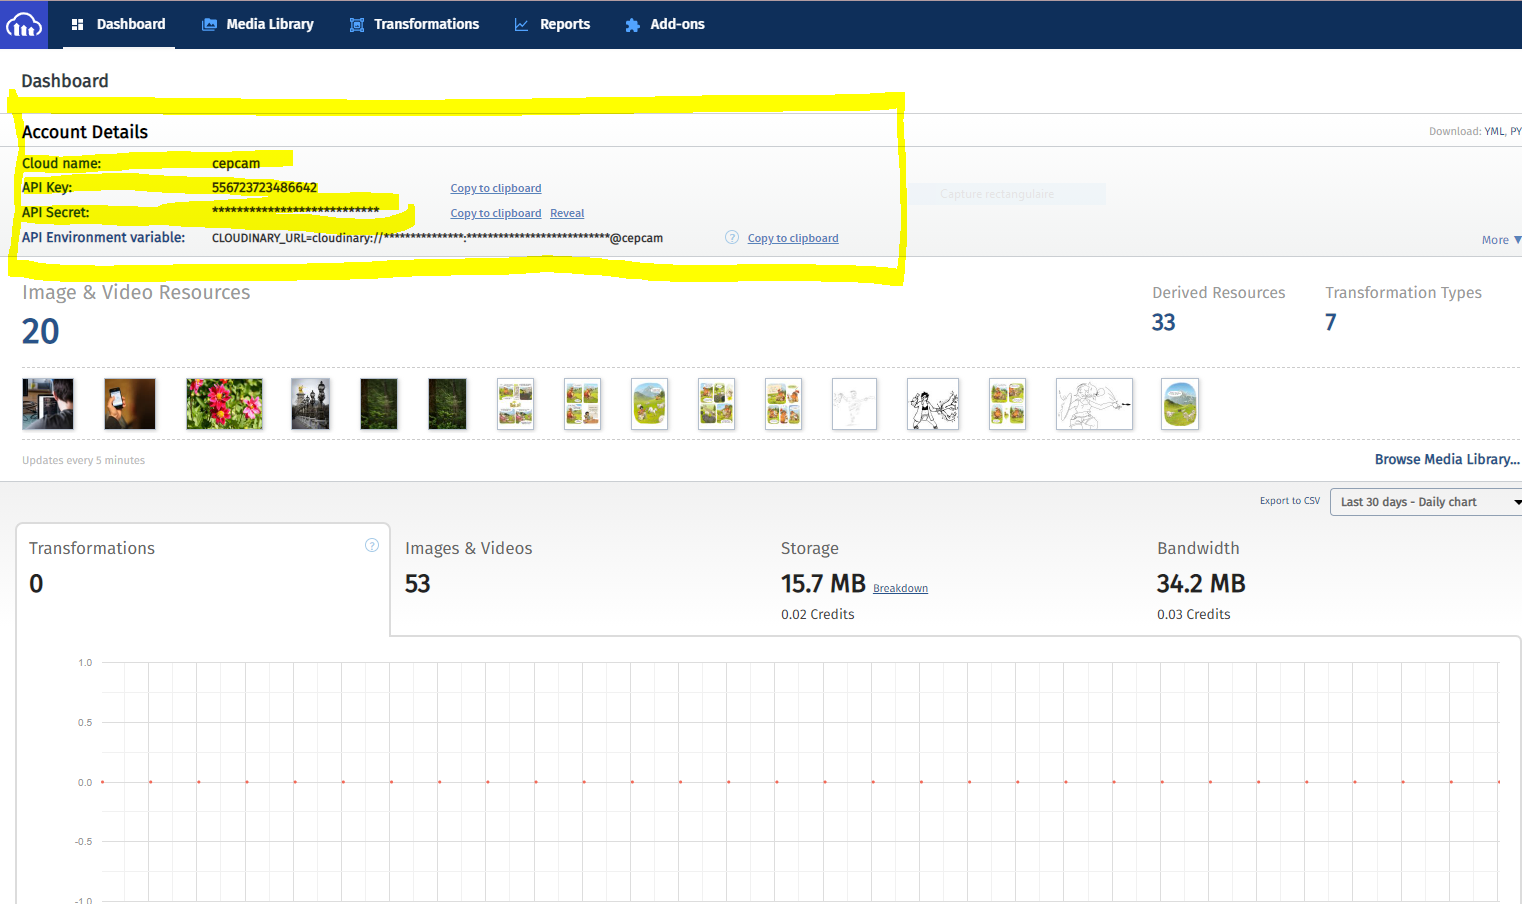 Dashboard Media Library Transformations Reports Add-ons
Dashboard
Account Details
Download: YML, PY
Cloud name: cepcam
API Key: 556723723486642 Copy to clipboard
Capture rectangulaire
API Secret: *************************** Copy to clipboard Reveal
API Environment variable: CLOUDINARY_URL=cloudinary://***************:***************************@cepcam ? Copy to clipboard
More
Image & Video Resources Derived Resources Transformation Types
20 33 7
Updates every 5 minutes
Browse Media Library...
Export to CSV Last 30 days - Daily chart
Transformations ? Images & Videos Storage Bandwidth
0 53 15.7 MB Breakdown 34.2 MB
0.02 Credits 0.03 Credits
1.0
0.5
0.0
-0.5
-1.0